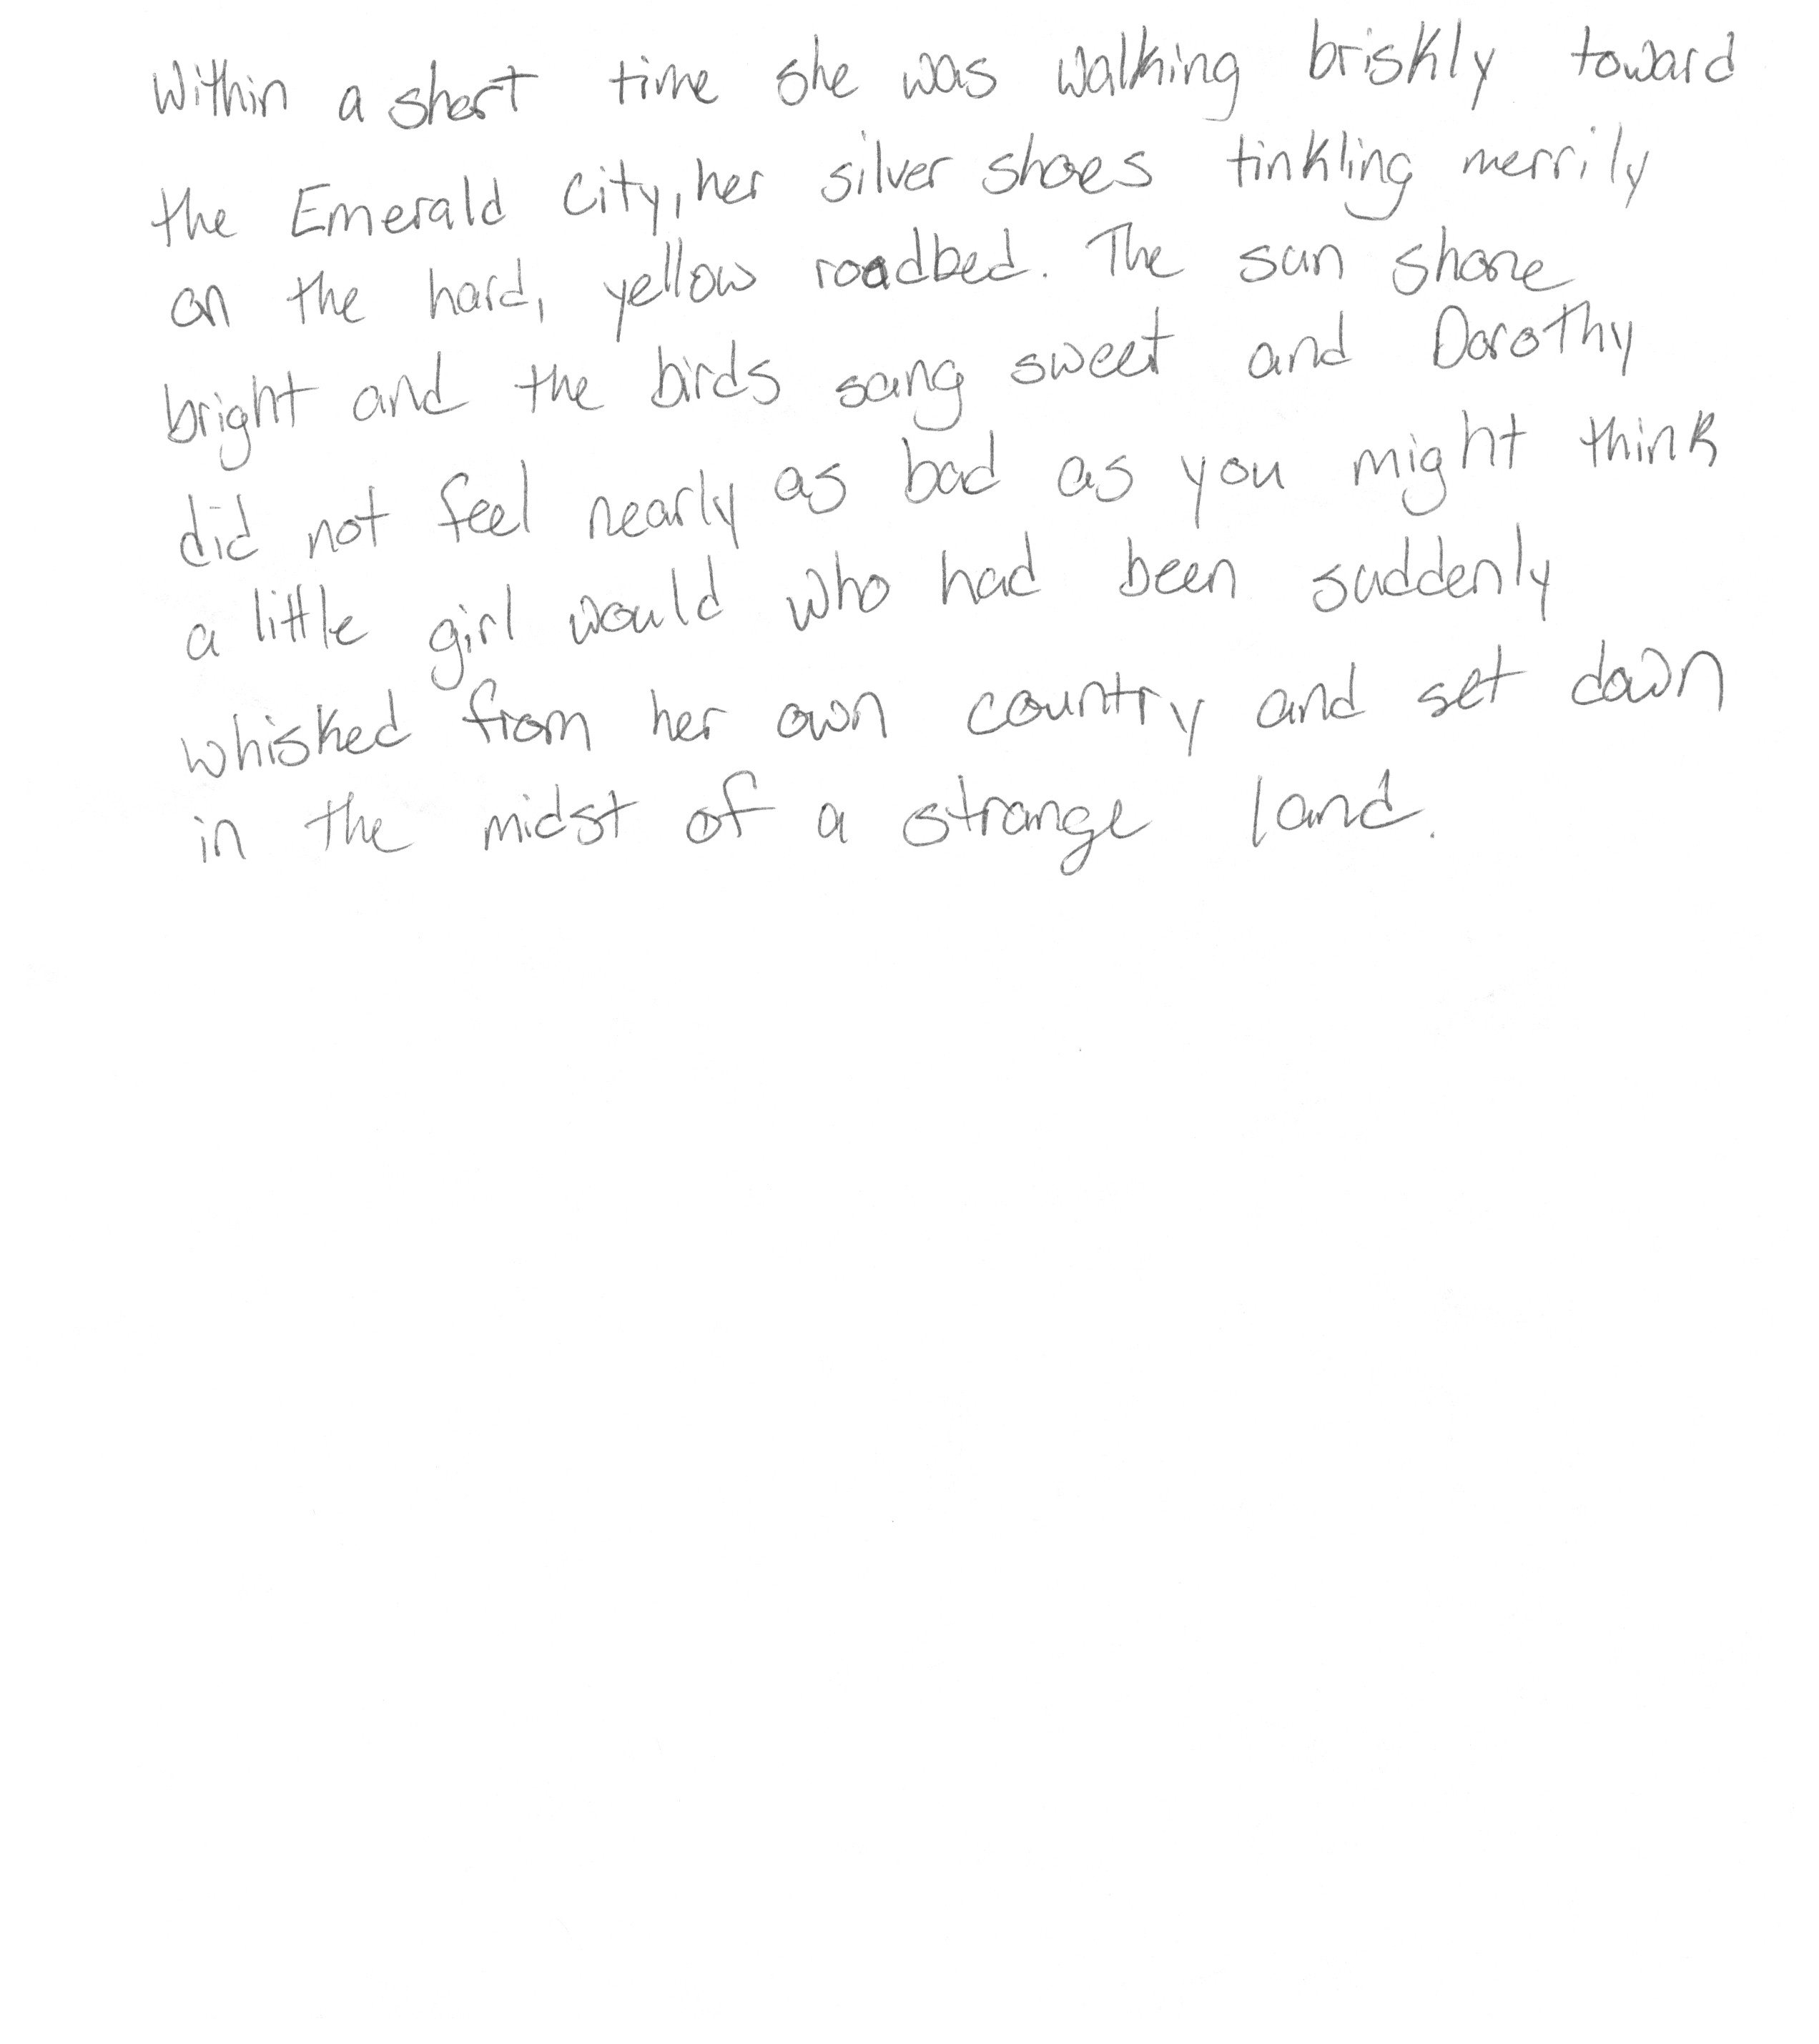 Within a short time she was walking briskly toward
the Emerald City, her silver shoes tinkling merrily
on the hard, yellow roadbed. The sun shone
bright and the birds sang sweet and Dorothy
did not feel nearly as bad as you might think
a little girl would who had been suddenly
whisked from her own country and set down
in the midst of a strange land.